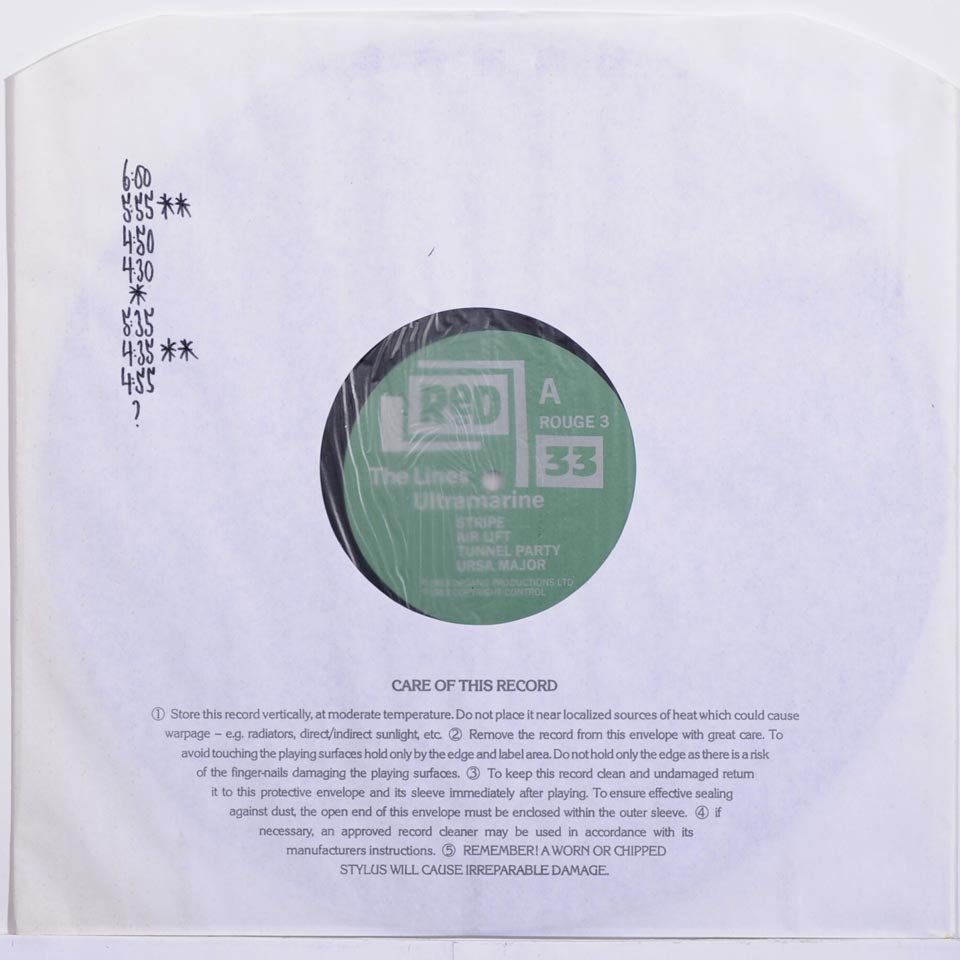 6:00
5:55 **
4:50
4:30
*
5:35
4:35 **
4:55
?
ReD
A
ROUGE 3
33
The Lines
Ultramarine
STRIPE
AIR LIFT
TUNNEL PARTY
URSA MAJOR
ORGANIC PRODUCTIONS LTD
COPYRIGHT CONTROL
CARE OF THIS RECORD
① Store this record vertically, at moderate temperature. Do not place it near localized sources of heat which could cause
warpage – e.g. radiators, direct/indirect sunlight, etc. ② Remove the record from this envelope with great care. To
avoid touching the playing surfaces hold only by the edge and label area. Do not hold only the edge as there is a risk
of the finger-nails damaging the playing surfaces. ③ To keep this record clean and undamaged return
it to this protective envelope and its sleeve immediately after playing. To ensure effective sealing
against dust, the open end of this envelope must be enclosed within the outer sleeve. ④ if
necessary, an approved record cleaner may be used in accordance with its
manufacturers instructions. ⑤ REMEMBER! A WORN OR CHIPPED
STYLUS WILL CAUSE IRREPARABLE DAMAGE.